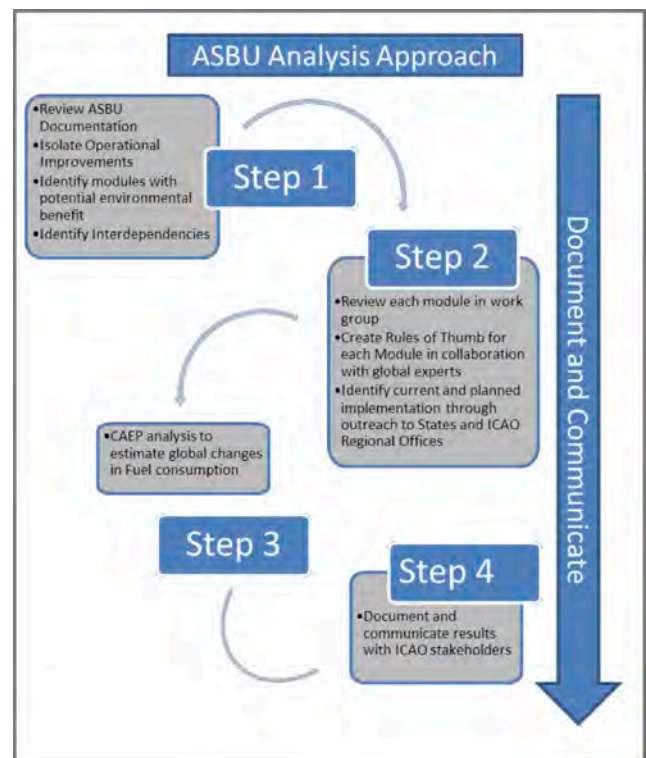 ASBU Analysis Approach
•Review ASBU
Documentation
•Isolate Operational
Improvements
•Identify modules with
potential environmental
benefit
•Identify Interdependencies
Step 1
Step 2
•Review each module in work
group
•Create Rules of Thumb for
each Module in collaboration
with global experts
•Identify current and planned
implementation through
outreach to States and ICAO
Regional Offices
•CAEP analysis to
estimate global changes
in Fuel consumption
Step 3
Step 4
•Document and
communicate results
with ICAO stakeholders
Document and Communicate